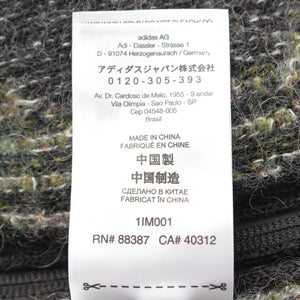 adidas AG
Adi - Dassler - Strasse 1
D - 91074 Herzogenaurach / Germany
アディダスジャパン株式会社
0120-305-393
Av. Dr. Cardoso de Melo, 1955 - 9 andar
Vila Olimpia - Sao Paulo - SP
Cep 04548-005
Brasil
MADE IN CHINA
FABRIQUÉ EN CHINE
中国製
中国制造
СДЕЛАНО В КИТАЕ
FABRICAT ÎN CHINA
1IM001
RN# 88387 CA# 40312